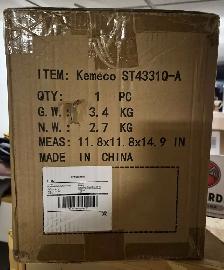 ITEM: Kemeco ST4331Q-A
QTY: 1 PC
G.W.: 3.4 KG
N.W.: 2.7 KG
MEAS: 11.8x11.8x14.9 IN
MADE IN CHINA